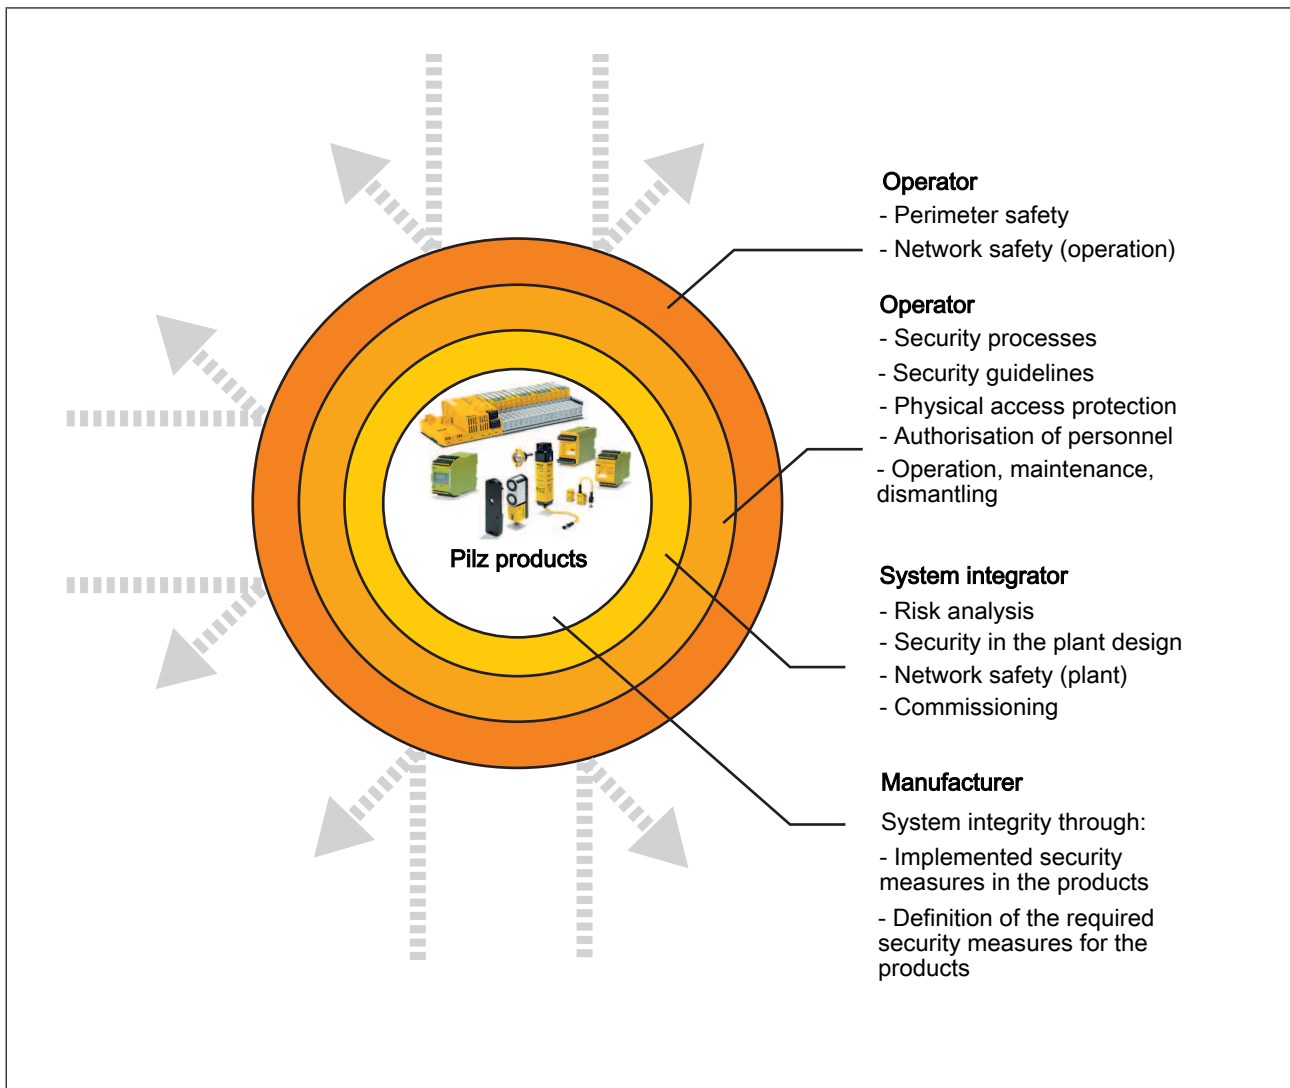 Operator
- Perimeter safety
- Network safety (operation)
Operator
- Security processes
- Security guidelines
- Physical access protection
- Authorisation of personnel
- Operation, maintenance,
dismantling
Pilz products
System integrator
- Risk analysis
- Security in the plant design
- Network safety (plant)
- Commissioning
Manufacturer
System integrity through:
- Implemented security
measures in the products
- Definition of the required
security measures for the
products